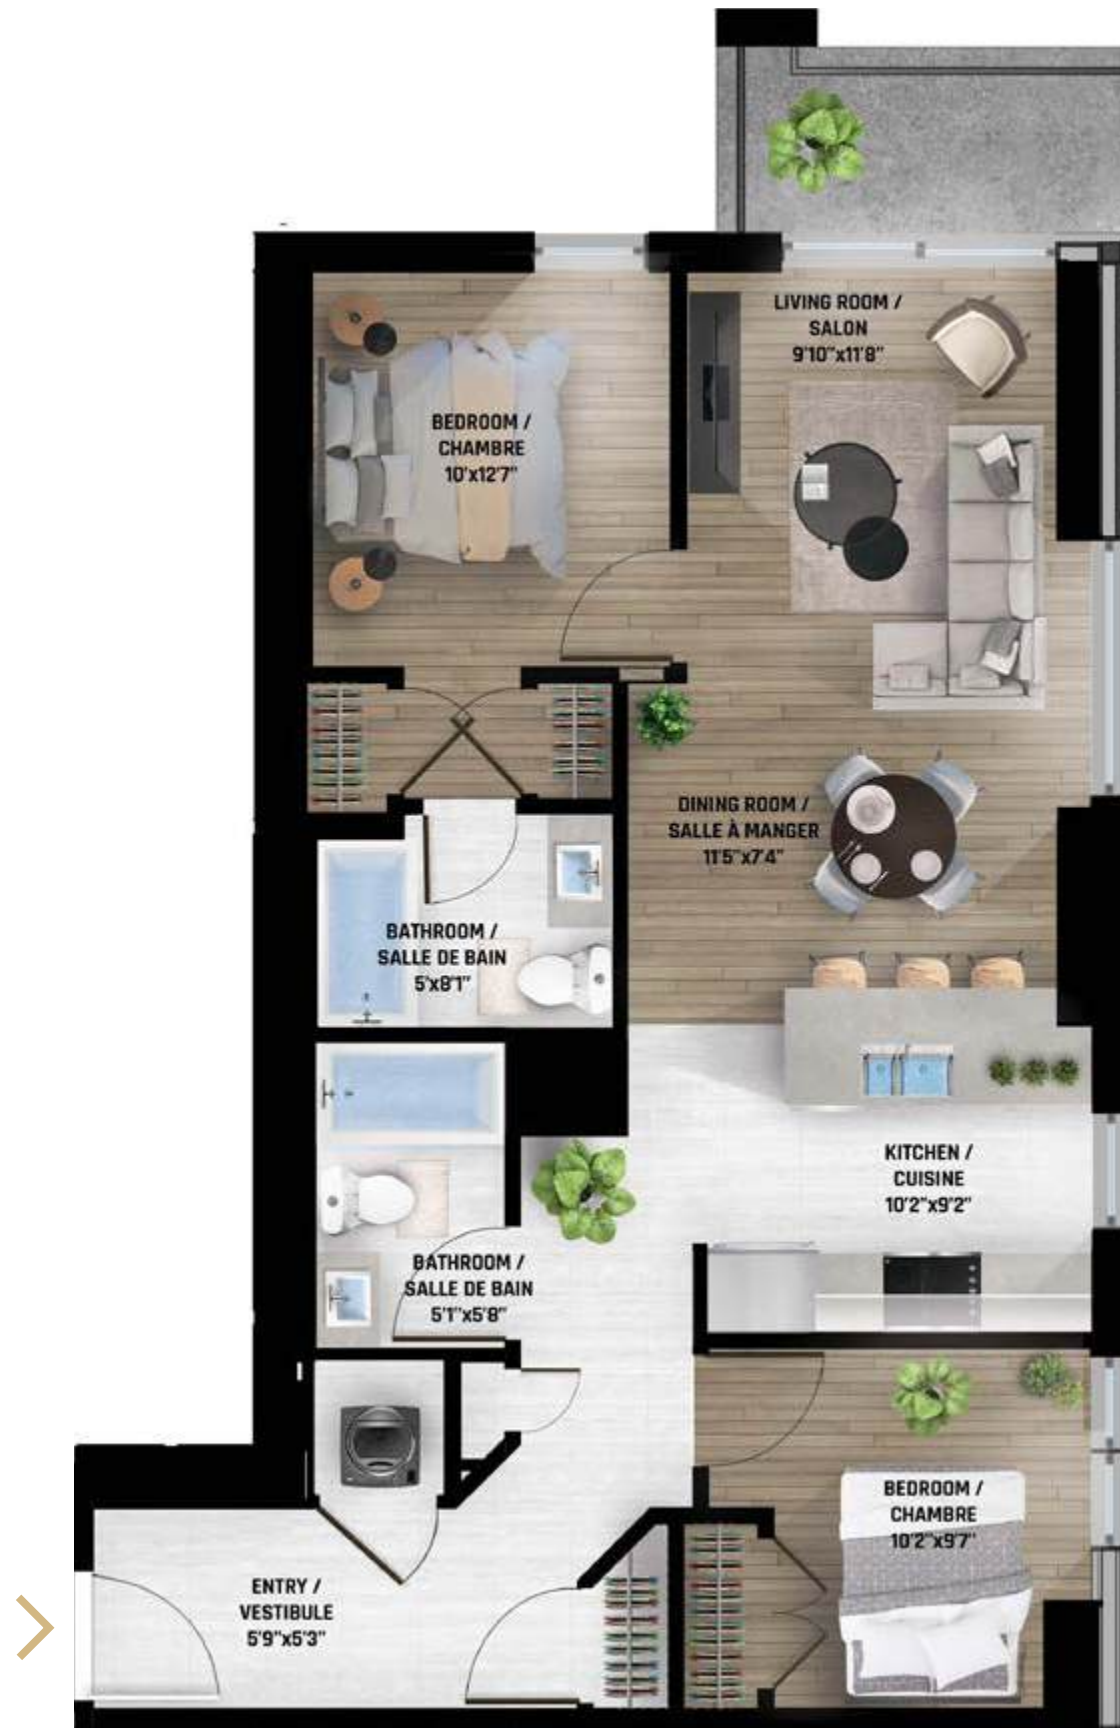 LIVING ROOM /
SALON
9'10"x11'8"
BEDROOM /
CHAMBRE
10'x12'7"
DINING ROOM /
SALLE À MANGER
11'5"x7'4"
BATHROOM /
SALLE DE BAIN
5'x8'1"
KITCHEN /
CUISINE
10'2"x9'2"
BATHROOM /
SALLE DE BAIN
5'1"x5'8"
BEDROOM /
CHAMBRE
10'2"x9'7"
ENTRY /
VESTIBULE
5'9"x5'3"